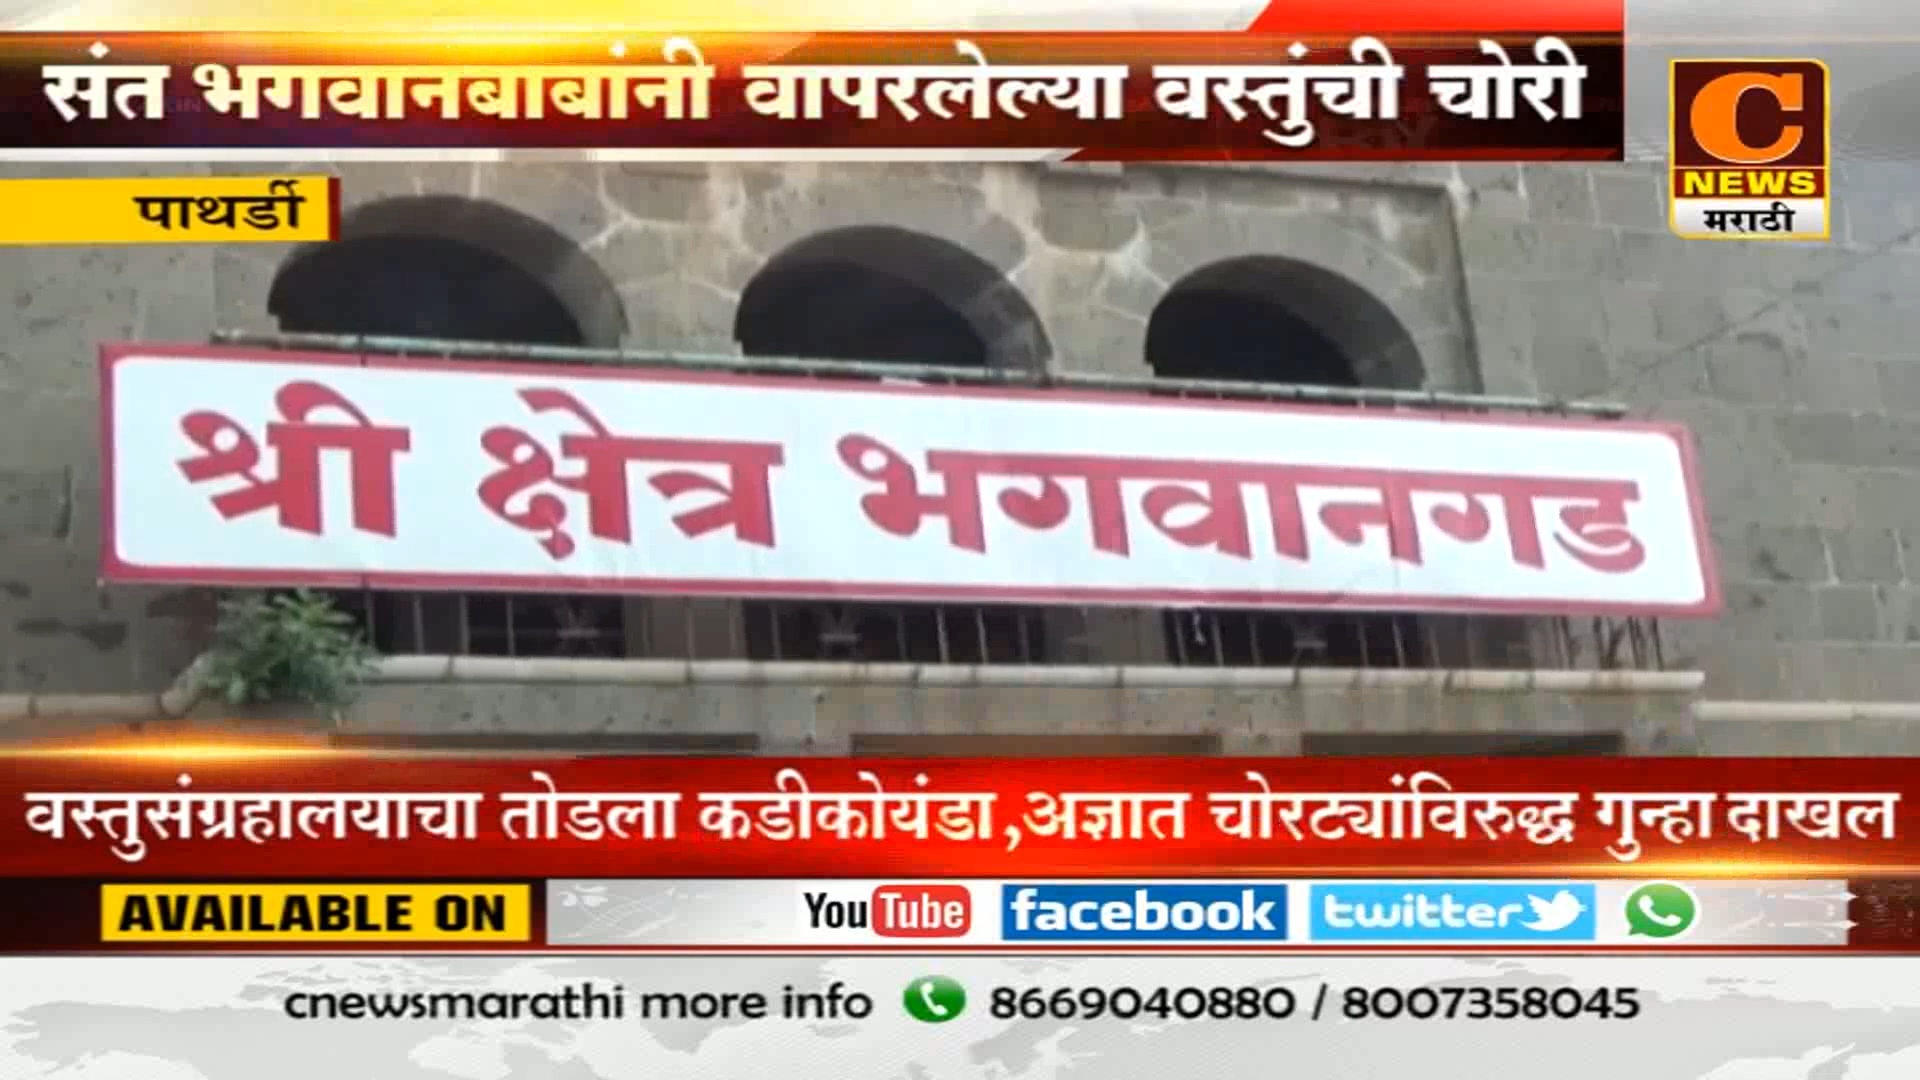 संत भगवानबाबांनी वापरलेल्या वस्तुंची चोरी
C
NEWS
मराठी
पाथर्डी
श्री क्षेत्र भगवानगड
वस्तुसंग्रहालयाचा तोडला कडीकोयंडा,अज्ञात चोरट्यांविरुद्ध गुन्हा दाखल
AVAILABLE ON YouTube facebook twitter
cnewsmarathi more info 8669040880 / 8007358045